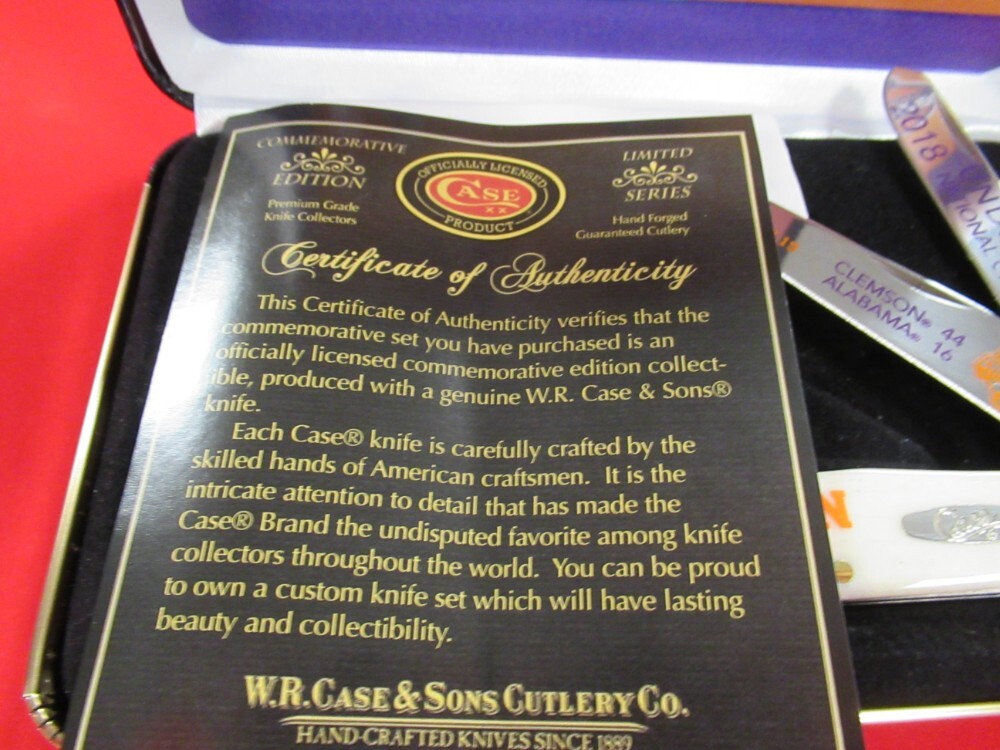 COMMEMORATIVE
EDITION
Premium Grade
Knife Collectors
OFFICIALLY LICENSED
CASE
XX
PRODUCT
LIMITED
SERIES
Hand Forged
Guaranteed Cutlery
Certificate of Authenticity
This Certificate of Authenticity verifies that the
commemorative set you have purchased is an
officially licensed commemorative edition collect-
ible, produced with a genuine W.R. Case & Sons®
knife.
Each Case® knife is carefully crafted by the
skilled hands of American craftsmen. It is the
intricate attention to detail that has made the
Case® Brand the undisputed favorite among knife
collectors throughout the world. You can be proud
to own a custom knife set which will have lasting
beauty and collectibility.
W.R. CASE & SONS CUTLERY CO.
HAND-CRAFTED KNIVES SINCE 1889
2018
CLEMSON® 44
ALABAMA® 16
N